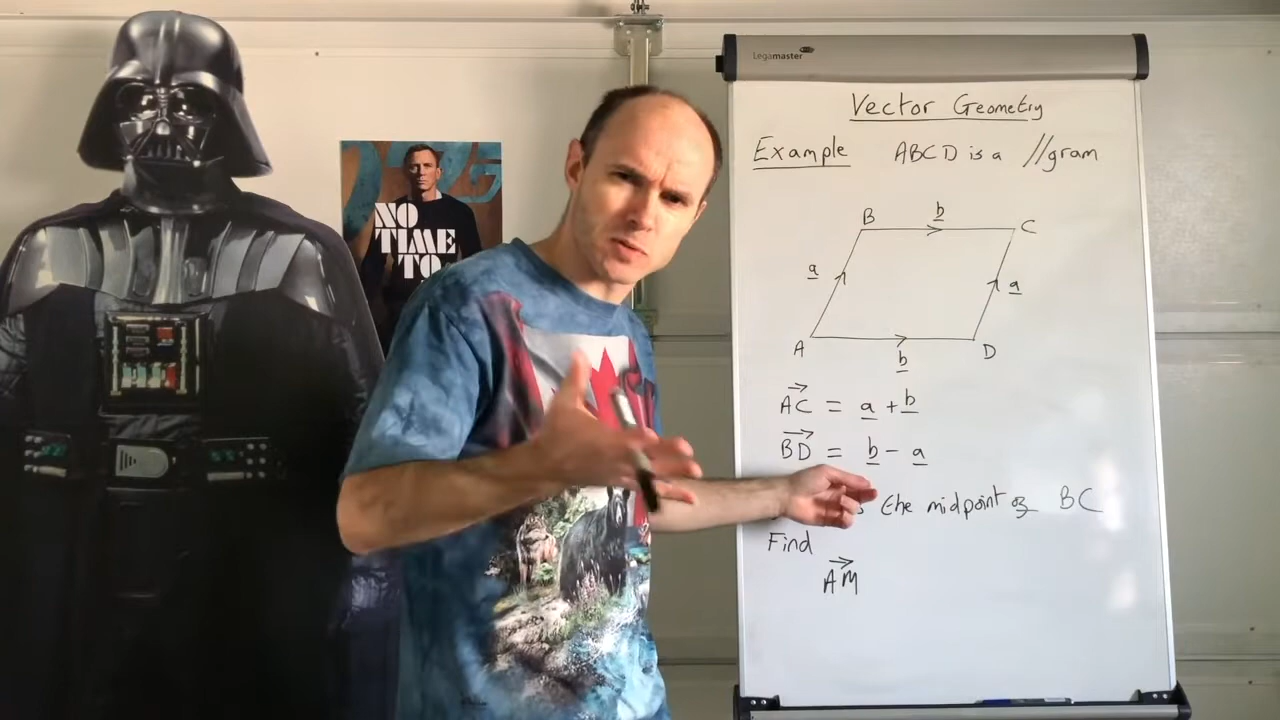 NO
TIME
TO
Legamaster
Vector Geometry
Example ABCD is a //gram
b
B C
a a
A D
b
AC = a + b
BD = b - a
the midpoint of BC
Find
AM